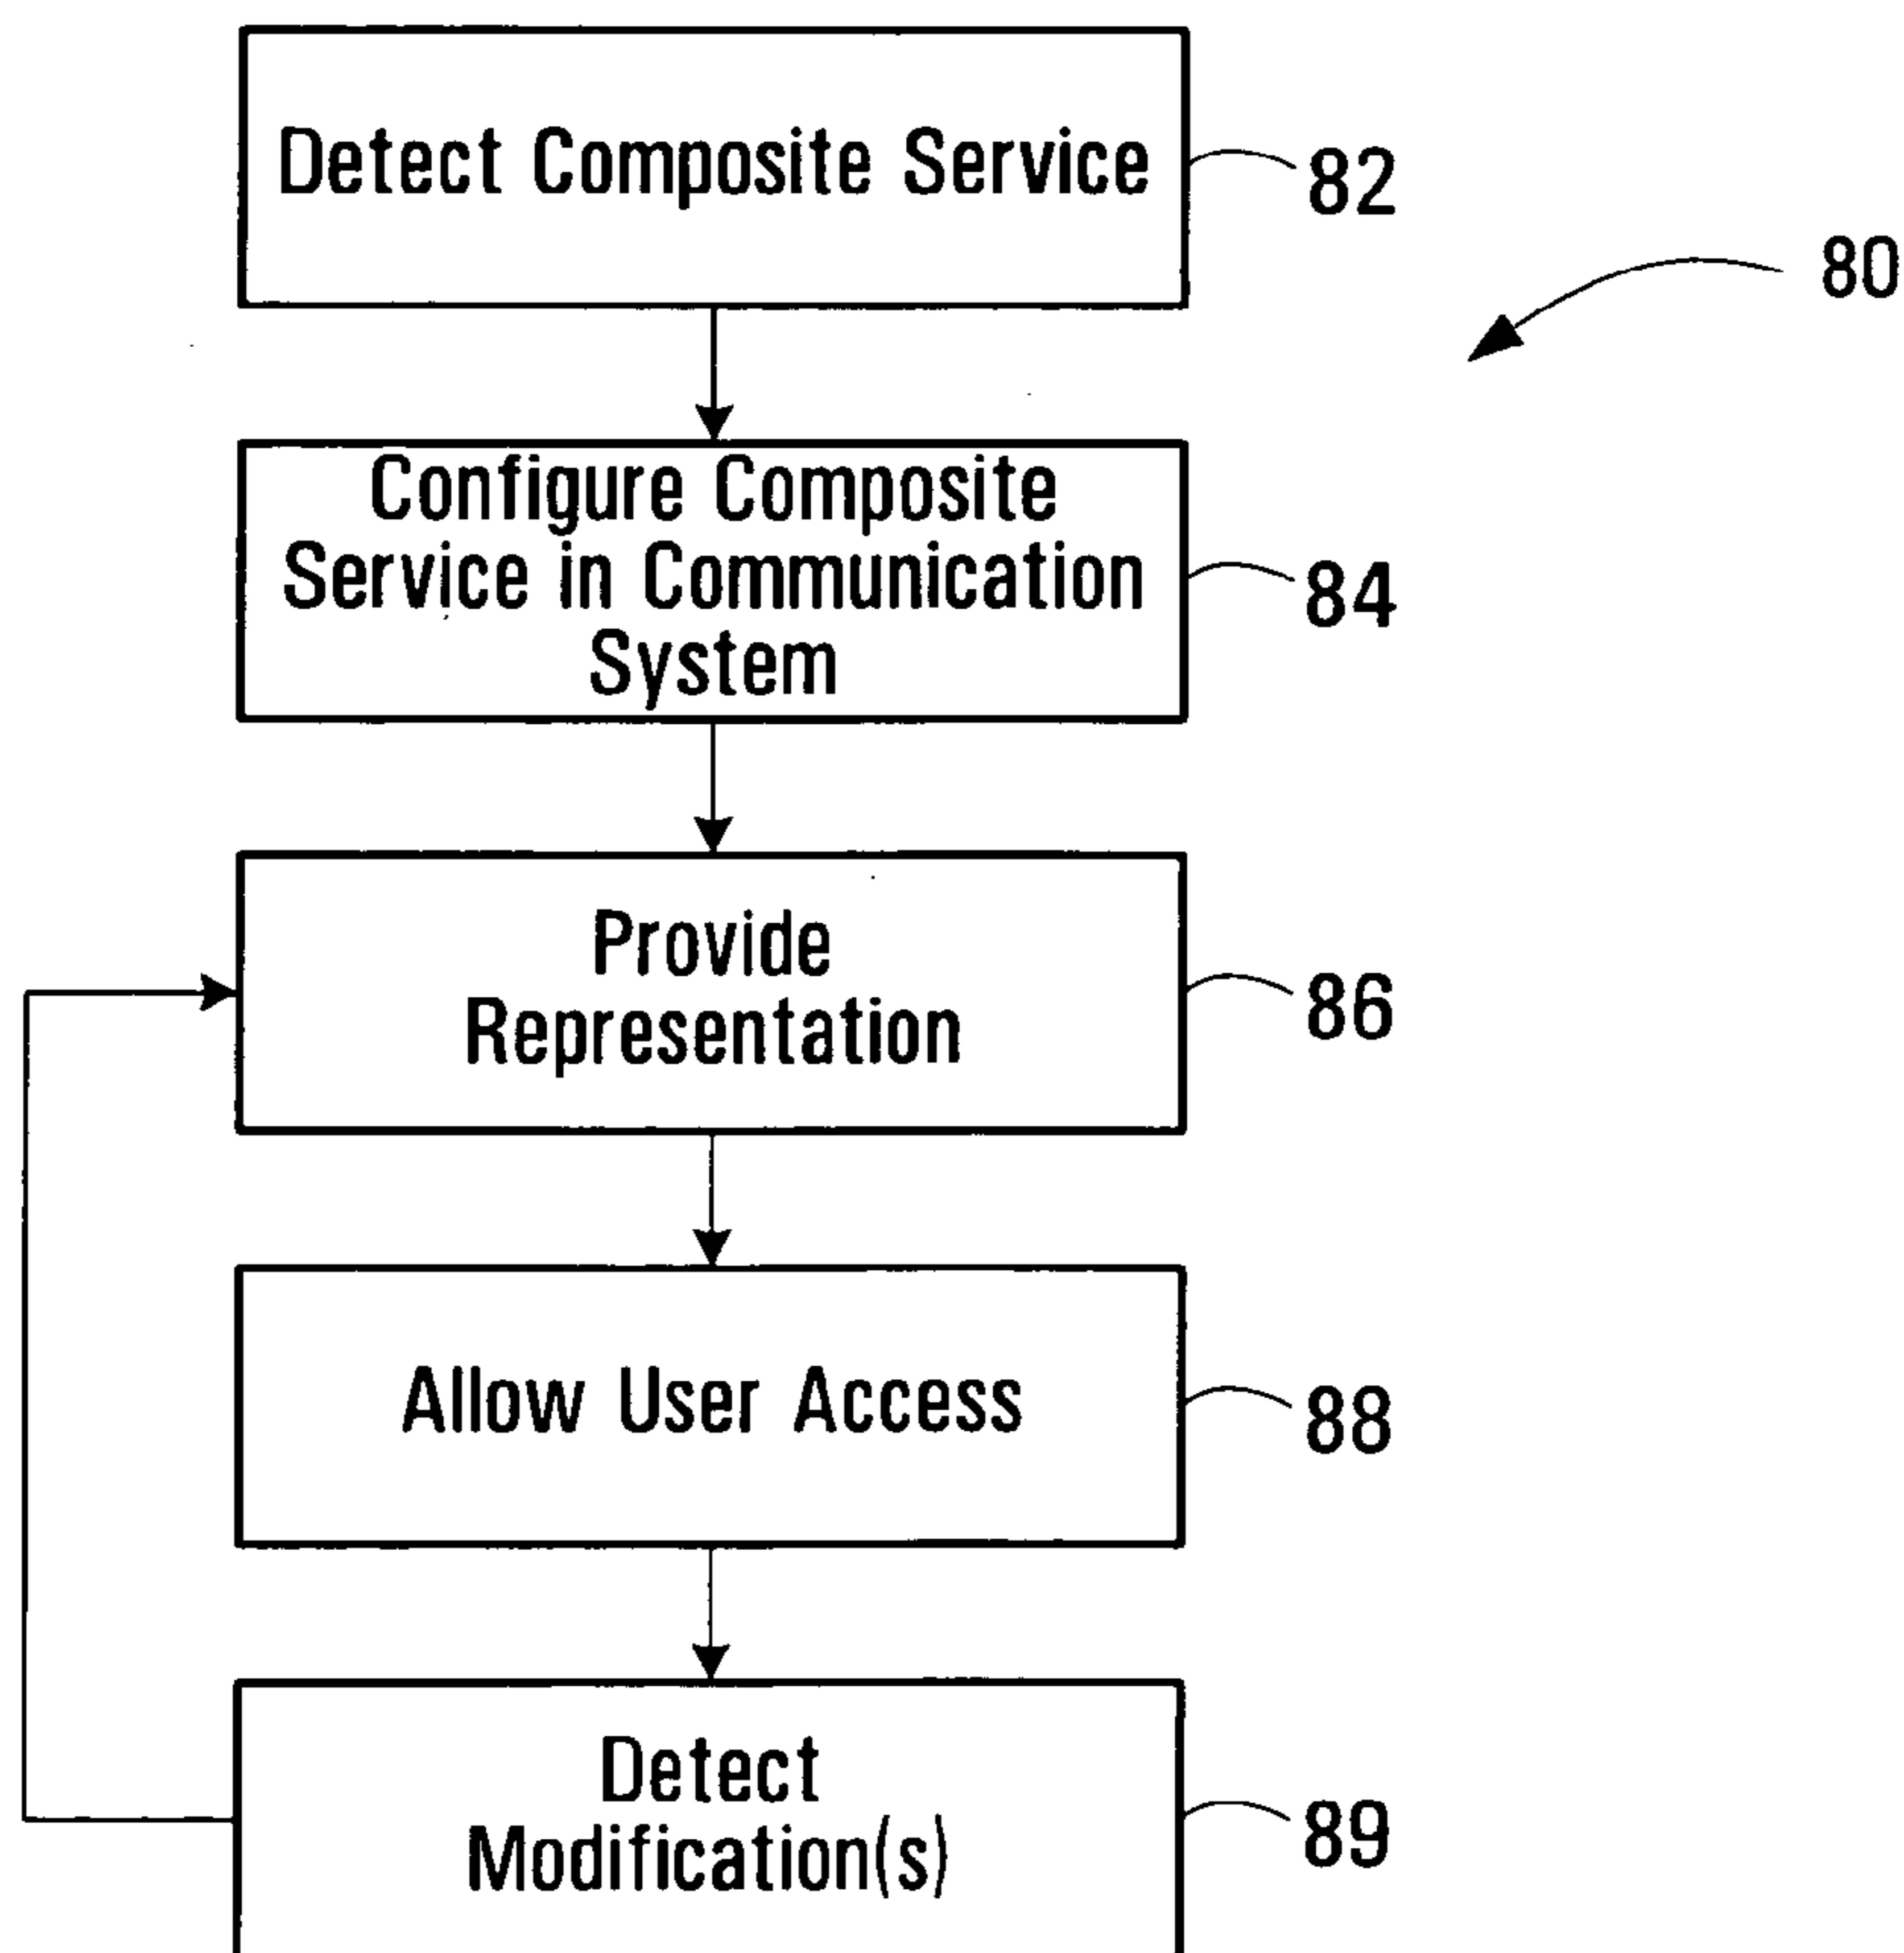 Detect Composite Service
82
80
Configure Composite
Service in Communication
System
84
Provide
Representation
86
Allow User Access
88
Detect
Modification(s)
89